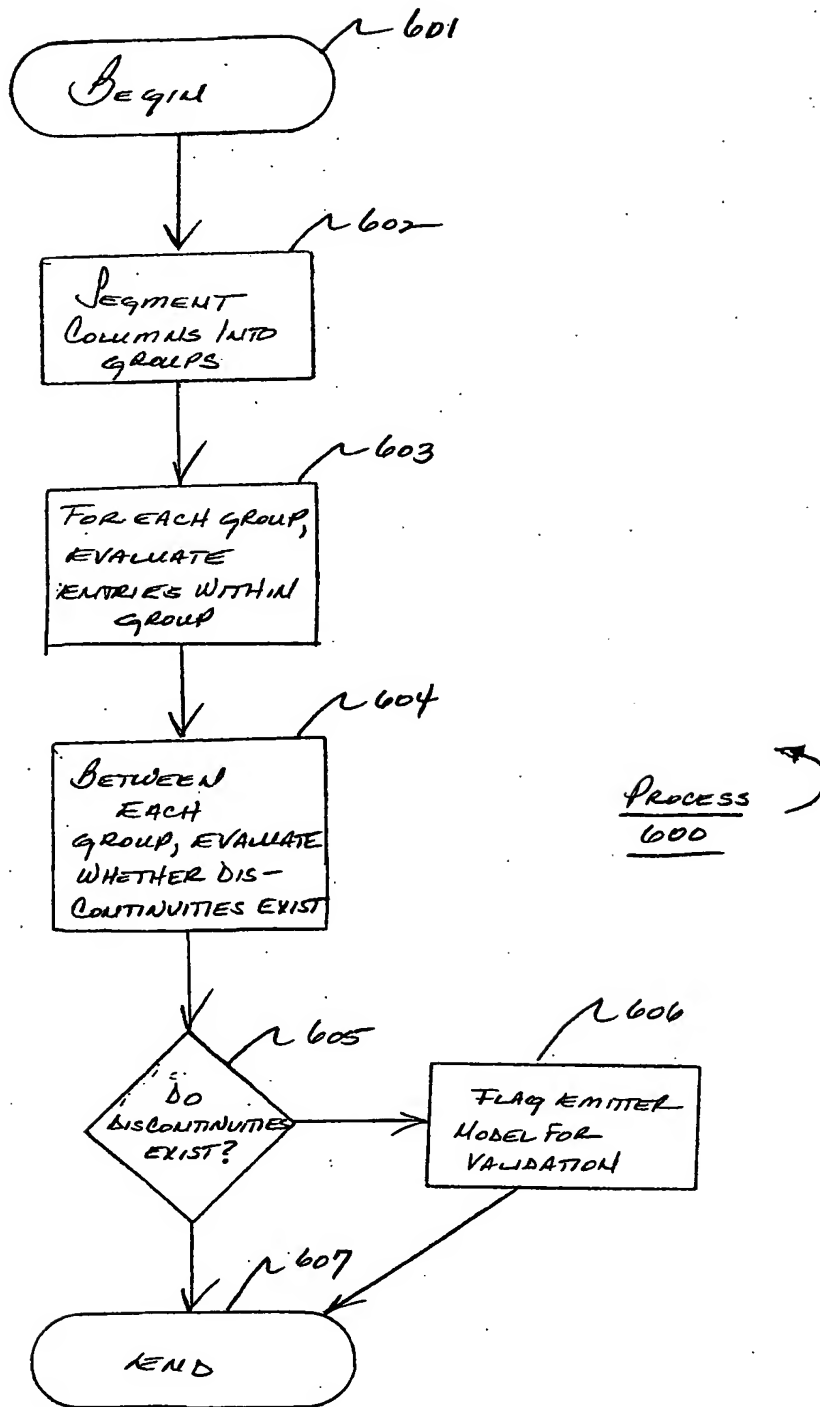 601
BEGIN
602
SEGMENT
COLUMNS INTO
GROUPS
603
FOR EACH GROUP,
EVALUATE
ENTRIES WITHIN
GROUP
604
BETWEEN
EACH
GROUP, EVALUATE
WHETHER DIS-
CONTINUITIES EXIST
PROCESS
600
605
DO
DISCONTINUITIES
EXIST?
606
FLAG EMITTER
MODEL FOR
VALIDATION
607
END